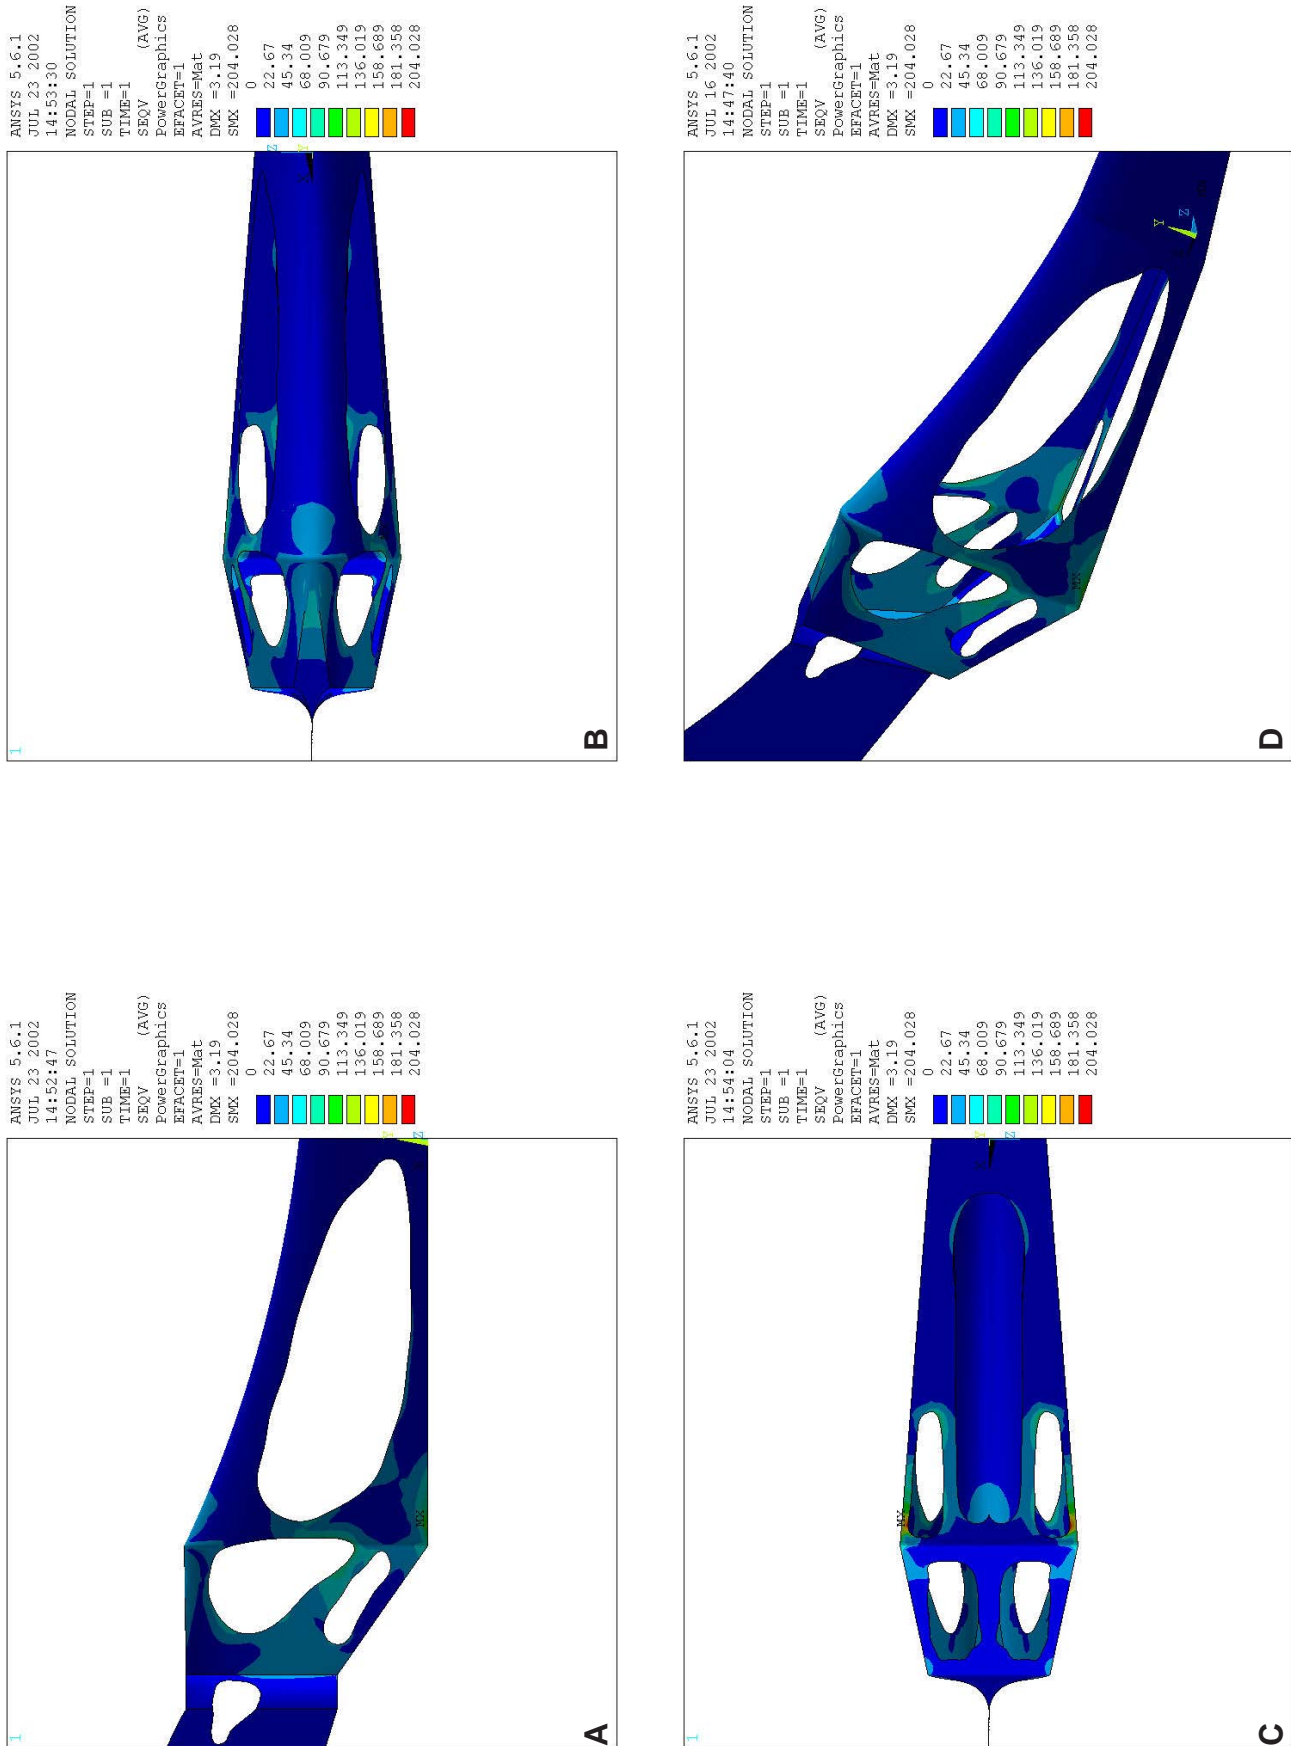 1
ANSYS 5.6.1
JUL 23 2002
14:52:47
NODAL SOLUTION
STEP=1
SUB =1
TIME=1
SEQV (AVG)
PowerGraphics
EFACET=1
AVRES=Mat
DMX =3.19
SMX =204.028
0
22.67
45.34
68.009
90.679
113.349
136.019
158.689
181.358
204.028
MX
Y
Z
A
1
ANSYS 5.6.1
JUL 23 2002
14:53:30
NODAL SOLUTION
STEP=1
SUB =1
TIME=1
SEQV (AVG)
PowerGraphics
EFACET=1
AVRES=Mat
DMX =3.19
SMX =204.028
0
22.67
45.34
68.009
90.679
113.349
136.019
158.689
181.358
204.028
Z
Y
X
B
1
ANSYS 5.6.1
JUL 23 2002
14:54:04
NODAL SOLUTION
STEP=1
SUB =1
TIME=1
SEQV (AVG)
PowerGraphics
EFACET=1
AVRES=Mat
DMX =3.19
SMX =204.028
0
22.67
45.34
68.009
90.679
113.349
136.019
158.689
181.358
204.028
MX
Y
X
Z
C
ANSYS 5.6.1
JUL 16 2002
14:47:40
NODAL SOLUTION
STEP=1
SUB =1
TIME=1
SEQV (AVG)
PowerGraphics
EFACET=1
AVRES=Mat
DMX =3.19
SMX =204.028
0
22.67
45.34
68.009
90.679
113.349
136.019
158.689
181.358
204.028
MX
Y
Z
D